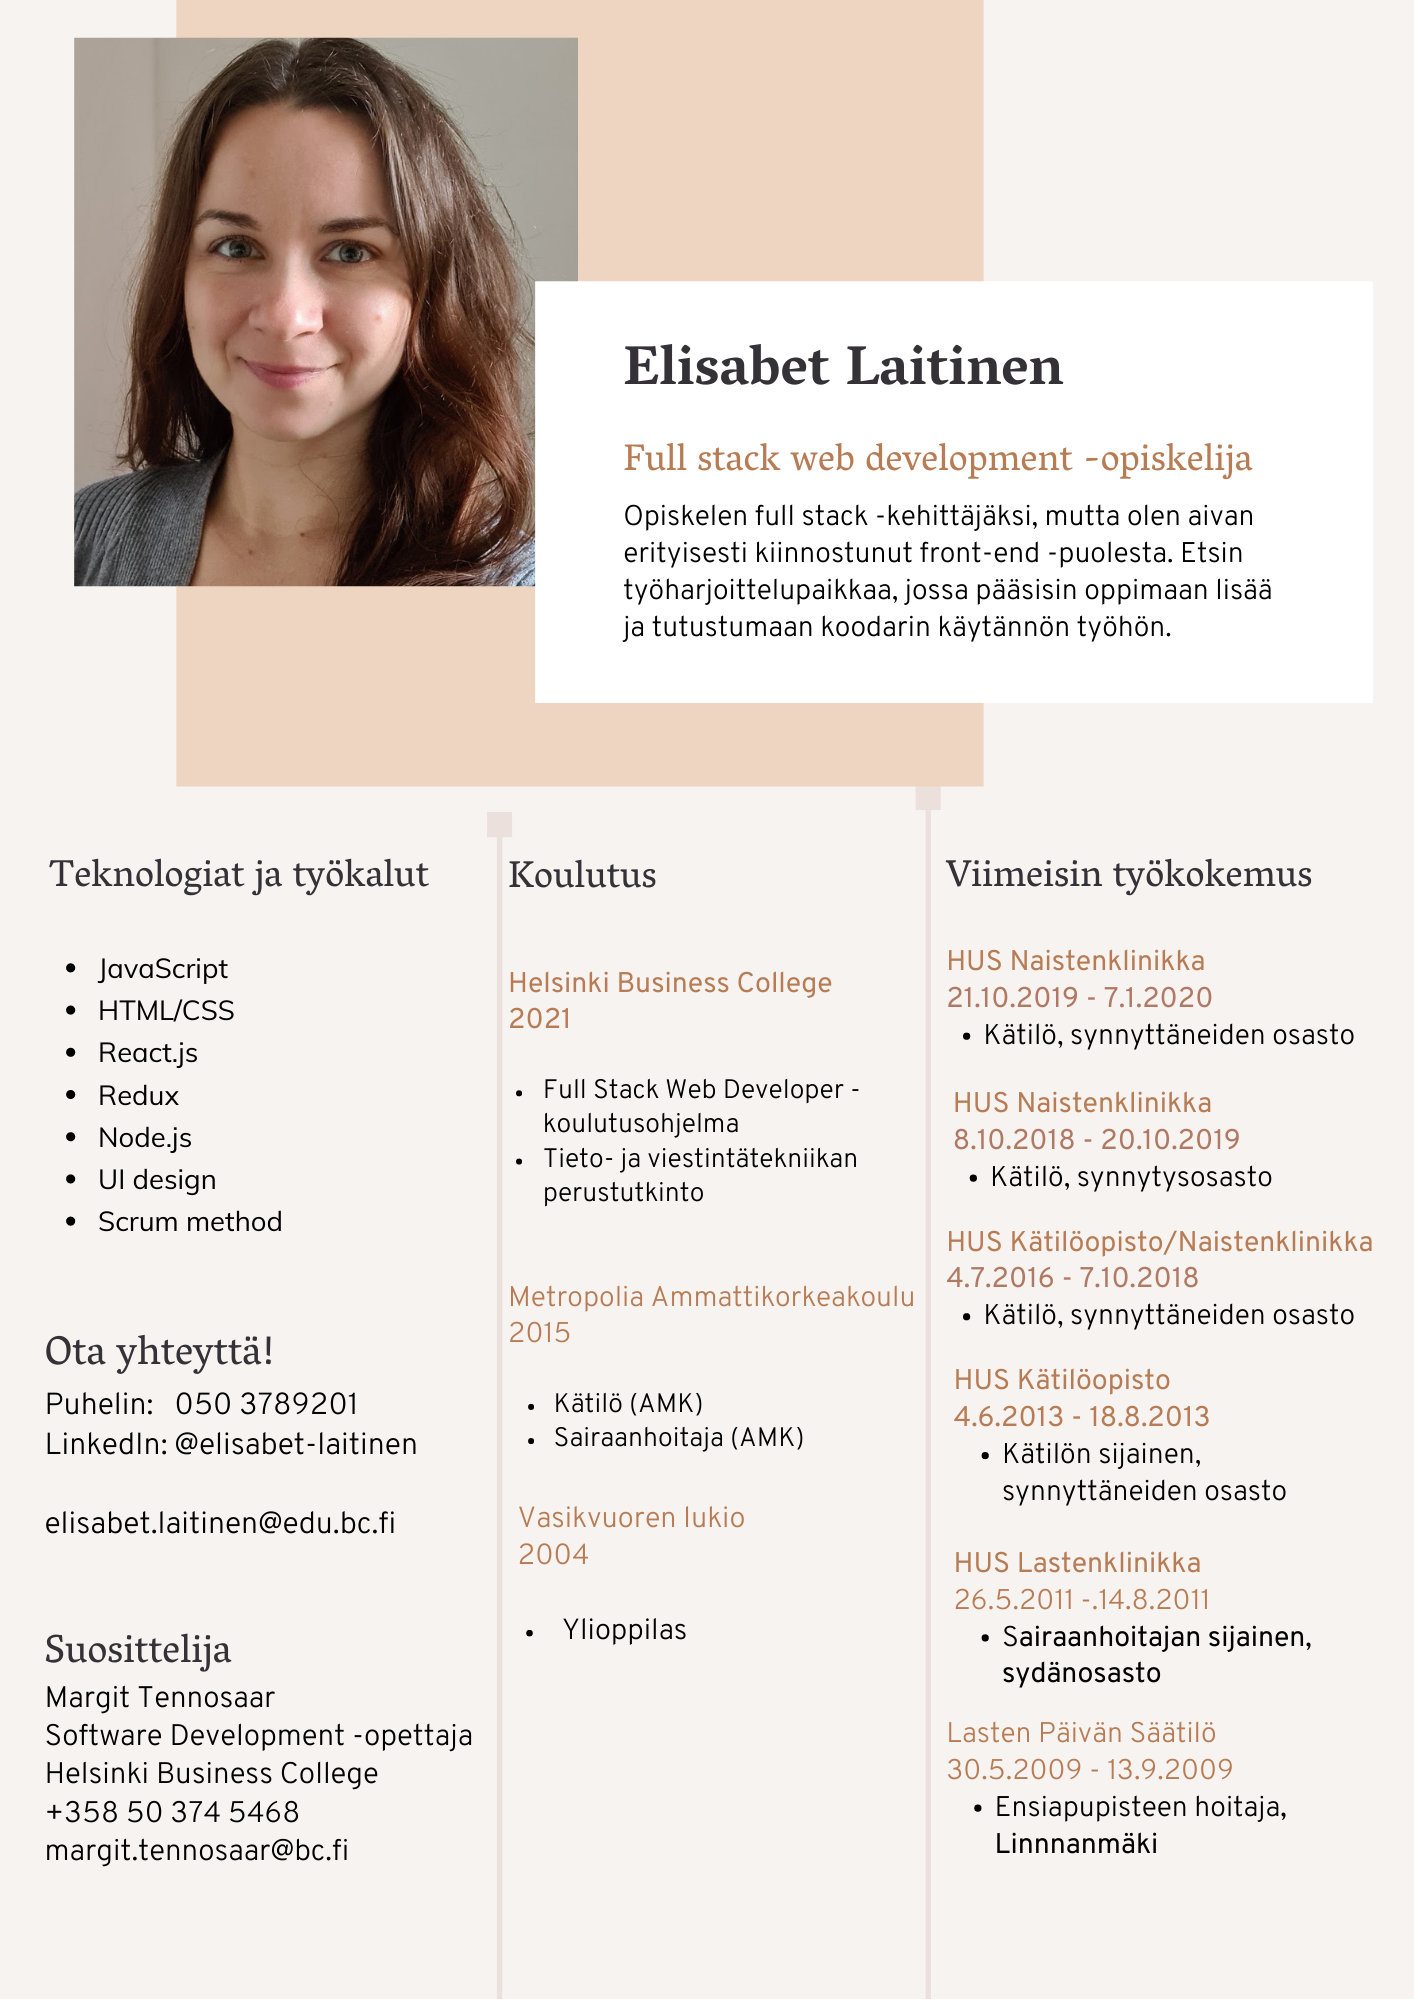 Elisabet Laitinen
Full stack web development -opiskelija
Opiskelen full stack -kehittäjäksi, mutta olen aivan
erityisesti kiinnostunut front-end -puolesta. Etsin
työharjoittelupaikkaa, jossa pääsisin oppimaan lisää
ja tutustumaan koodarin käytännön työhön.
Teknologiat ja työkalut
• JavaScript
• HTML/CSS
• React.js
• Redux
• Node.js
• UI design
• Scrum method
Ota yhteyttä!
Puhelin: 050 3789201
LinkedIn: @elisabet-laitinen
elisabet.laitinen@edu.bc.fi
Suosittelija
Margit Tennosaar
Software Development -opettaja
Helsinki Business College
+358 50 374 5468
margit.tennosaar@bc.fi
Koulutus
Helsinki Business College
2021
• Full Stack Web Developer -
koulutusohjelma
• Tieto- ja viestintätekniikan
perustutkinto
Metropolia Ammattikorkeakoulu
2015
• Kätilö (AMK)
• Sairaanhoitaja (AMK)
Vasikvuoren lukio
2004
• Ylioppilas
Viimeisin työkokemus
HUS Naistenklinikka
21.10.2019 - 7.1.2020
• Kätilö, synnyttäneiden osasto
HUS Naistenklinikka
8.10.2018 - 20.10.2019
• Kätilö, synnytysosasto
HUS Kätilöopisto/Naistenklinikka
4.7.2016 - 7.10.2018
• Kätilö, synnyttäneiden osasto
HUS Kätilöopisto
4.6.2013 - 18.8.2013
• Kätilön sijainen,
synnyttäneiden osasto
HUS Lastenklinikka
26.5.2011 -.14.8.2011
• Sairaanhoitajan sijainen,
sydänosasto
Lasten Päivän Säätilö
30.5.2009 - 13.9.2009
• Ensiapupisteen hoitaja,
Linnnanmäki